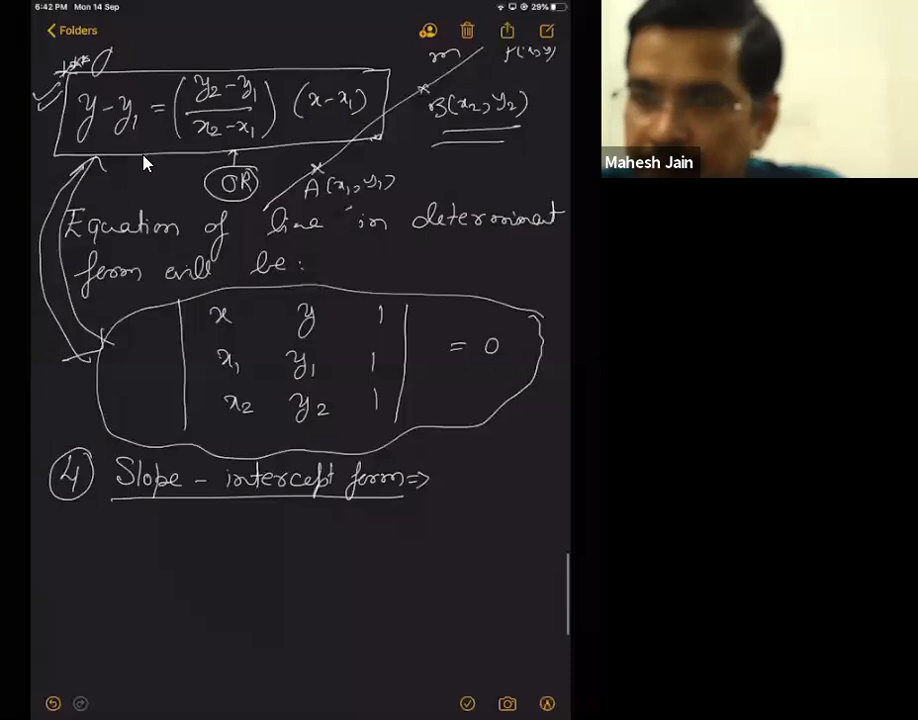 6:42 PM Mon 14 Sep
29%
Folders
m
P(x,y)
y-y₁ = ((y₂-y₁)/(x₂-x₁)) (x-x₁)
B(x₂,y₂)
Mahesh Jain
OR
A(x₁,y₁)
Equation of line in determinant
form will be:
x y 1
x₁ y₁ 1 = 0
x₂ y₂ 1
4 Slope - intercept form ⇒